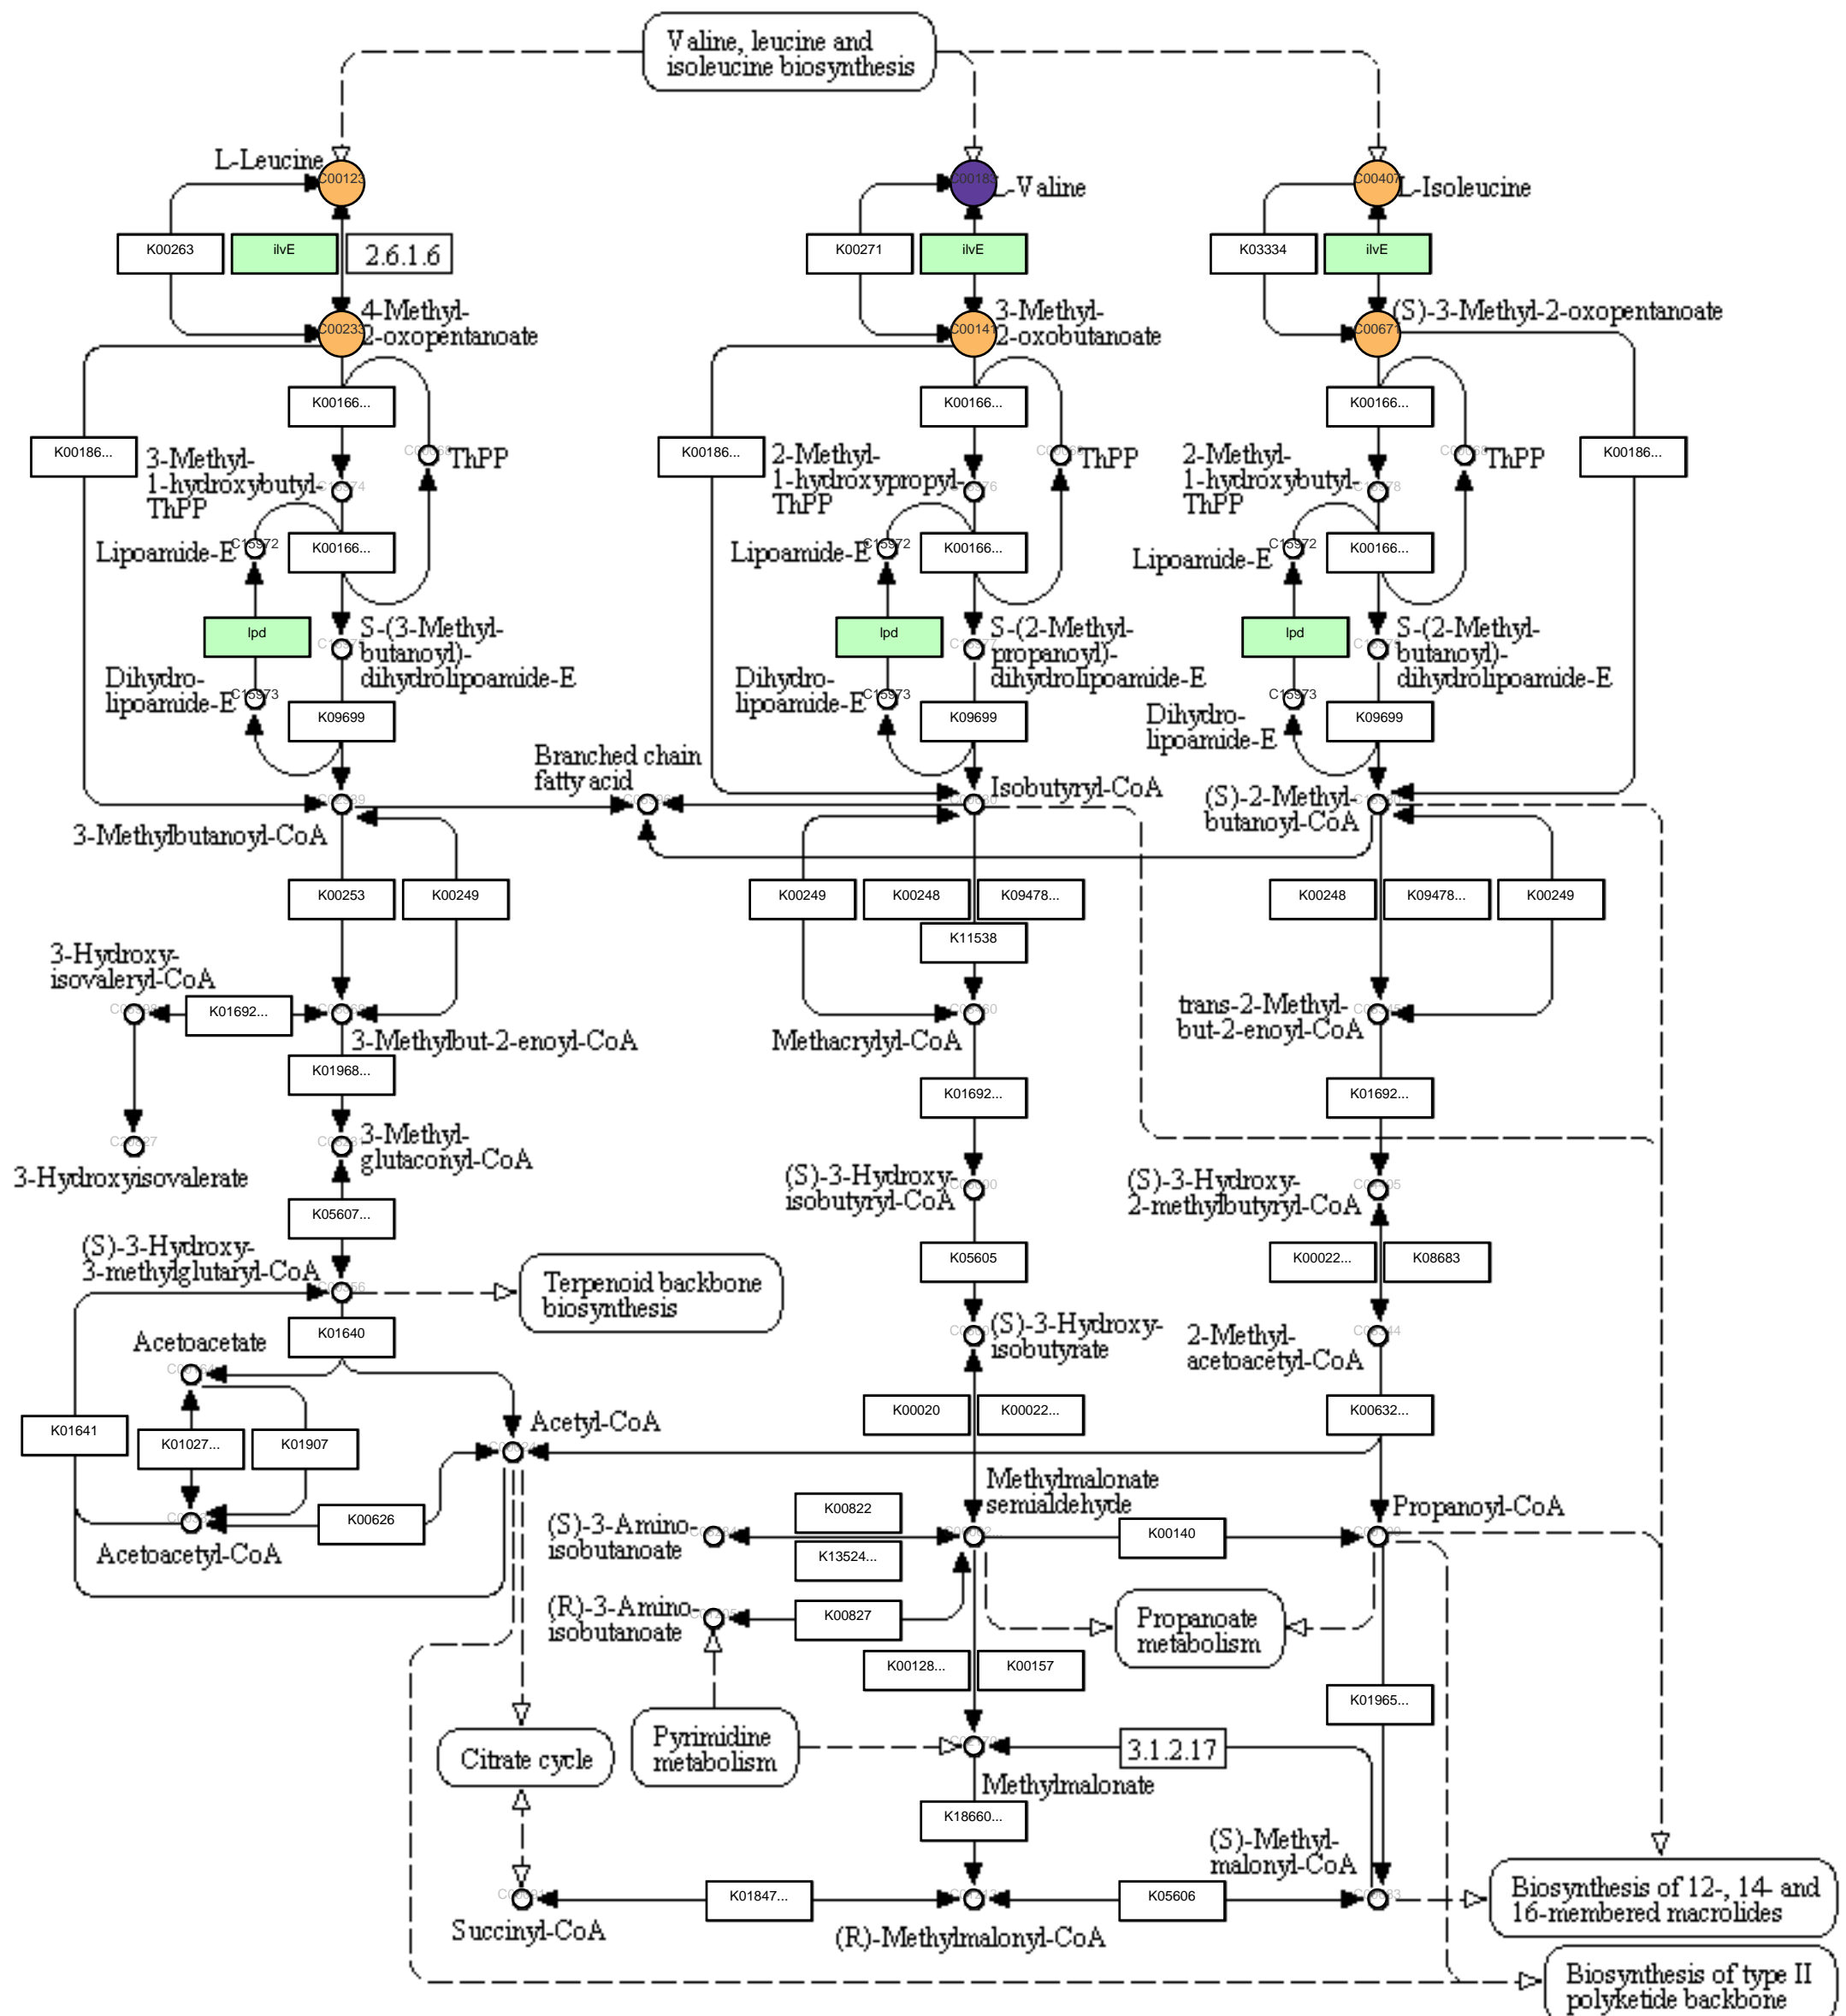 Valine, leucine and
isoleucine biosynthesis
L-Leucine
C00123
C00183
L-Valine
C00407
L-Isoleucine
K00263
ilvE
2.6.1.6
K00271
ilvE
K03334
ilvE
C00233
4-Methyl-
2-oxopentanoate
C00141
3-Methyl-
2-oxobutanoate
C00671
(S)-3-Methyl-2-oxopentanoate
K00166...
K00166...
K00166...
K00186...
3-Methyl-
1-hydroxybutyl-
ThPP
ThPP
K00186...
2-Methyl-
1-hydroxypropyl-
ThPP
ThPP
2-Methyl-
1-hydroxybutyl-
ThPP
ThPP
K00186...
Lipoamide-E
C15972
K00166...
Lipoamide-E
C15972
K00166...
Lipoamide-E
C15972
K00166...
lpd
S-(3-Methyl-
butanoyl)-
dihydrolipoamide-E
lpd
S-(2-Methyl-
propanoyl)-
dihydrolipoamide-E
lpd
S-(2-Methyl-
butanoyl)-
dihydrolipoamide-E
Dihydro-
lipoamide-E
C15973
K09699
Dihydro-
lipoamide-E
C15973
K09699
Dihydro-
lipoamide-E
C15973
K09699
Branched chain
fatty acid
3-Methylbutanoyl-CoA
Isobutyryl-CoA
(S)-2-Methyl-
butanoyl-CoA
K00253
K00249
K00249
K00248
K09478...
K11538
K00248
K09478...
K00249
3-Hydroxy-
isovaleryl-CoA
K01692...
3-Methylbut-2-enoyl-CoA
Methacrylyl-CoA
trans-2-Methyl-
but-2-enoyl-CoA
K01968...
K01692...
K01692...
3-Hydroxyisovalerate
3-Methyl-
glutaconyl-CoA
(S)-3-Hydroxy-
isobutyryl-CoA
(S)-3-Hydroxy-
2-methylbutyryl-CoA
K05607...
K05605
K00022...
K08683
(S)-3-Hydroxy-
3-methylglutaryl-CoA
Terpenoid backbone
biosynthesis
K01640
(S)-3-Hydroxy-
isobutyrate
2-Methyl-
acetoacetyl-CoA
Acetoacetate
K01641
K01027...
K01907
Acetyl-CoA
K00020
K00022...
K00632...
K00626
Acetoacetyl-CoA
Methylmalonate
semialdehyde
Propanoyl-CoA
(S)-3-Amino-
isobutanoate
K00822
K13524...
K00140
(R)-3-Amino-
isobutanoate
K00827
Propanoate
metabolism
K00128...
K00157
K01965...
Citrate cycle
Pyrimidine
metabolism
3.1.2.17
Methylmalonate
K18660...
(S)-Methyl-
malonyl-CoA
K01847...
K05606
Succinyl-CoA
(R)-Methylmalonyl-CoA
Biosynthesis of 12-, 14- and
16-membered macrolides
Biosynthesis of type II
polyketide backbone